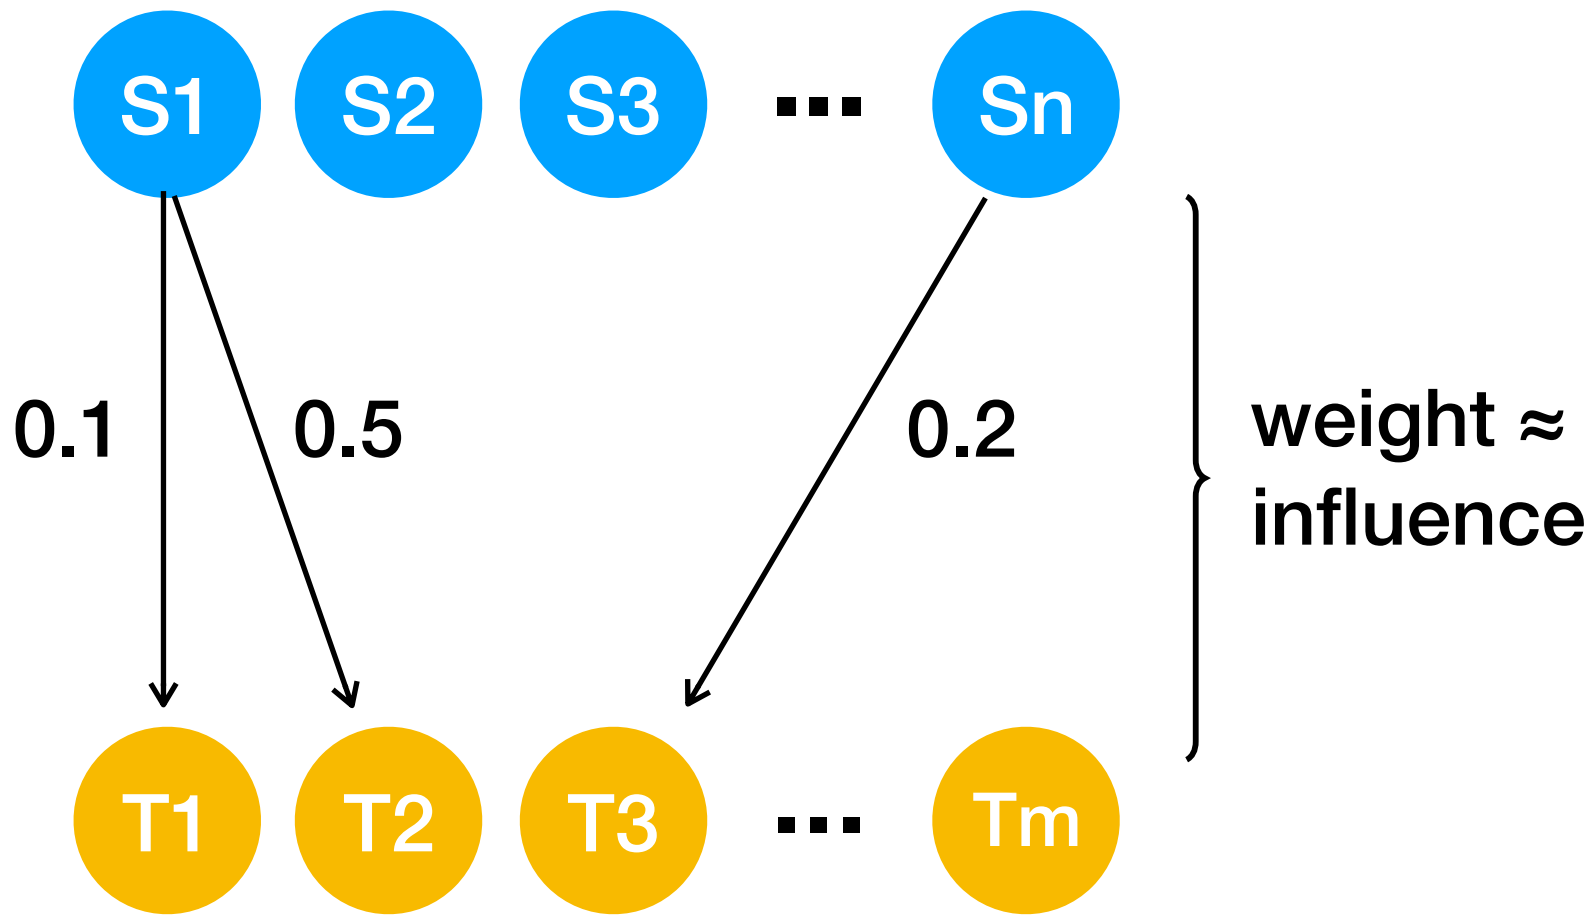 S1 S2 S3 ... Sn
0.1 0.5 0.2
weight ≈
influence
T1 T2 T3 ... Tm